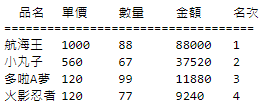 品名 單價 數量 金額 名次
==================================
航海王 1000 88 88000 1
小丸子 560 67 37520 2
多啦A夢 120 99 11880 3
火影忍者 120 77 9240 4